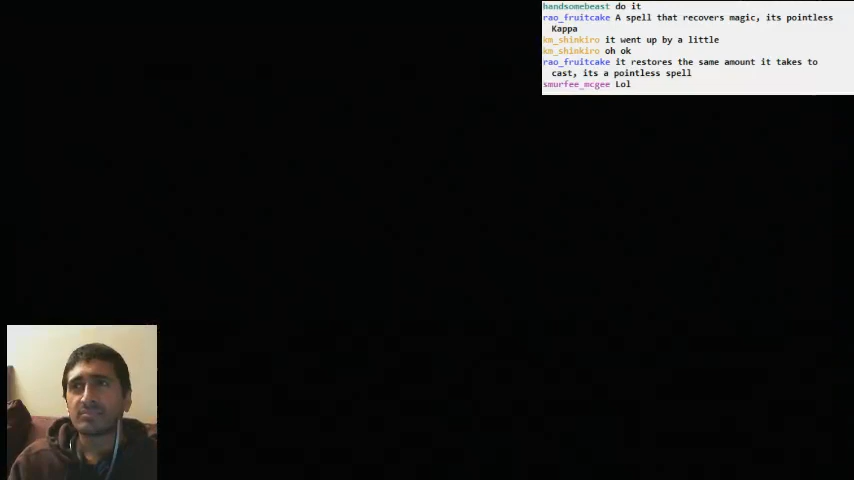 handsomebeast do it
rao_fruitcake A spell that recovers magic, its pointless
Kappa
km_shinkiro it went up by a little
km_shinkiro oh ok
rao_fruitcake it restores the same amount it takes to
cast, its a pointless spell
smurfee_mcgee Lol